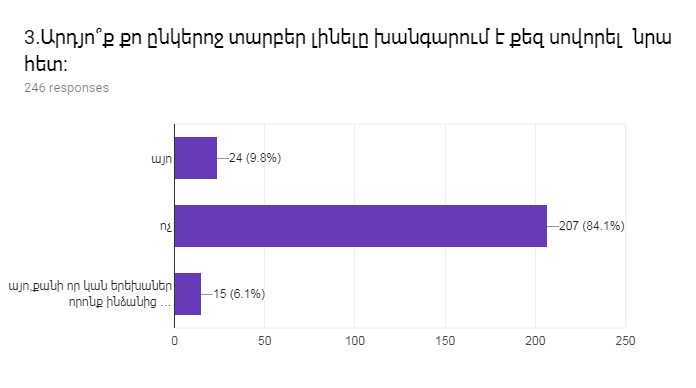 3.Արդյո՞ք քո ընկերոջ տարբեր լինելը խանգարում է քեզ սովորել նրա
հետ:
246 responses
այո
24 (9.8%)
ոչ
207 (84.1%)
այո,քանի որ կան երեխաներ
որոնք ինձանից ...
15 (6.1%)
0 50 100 150 200 250